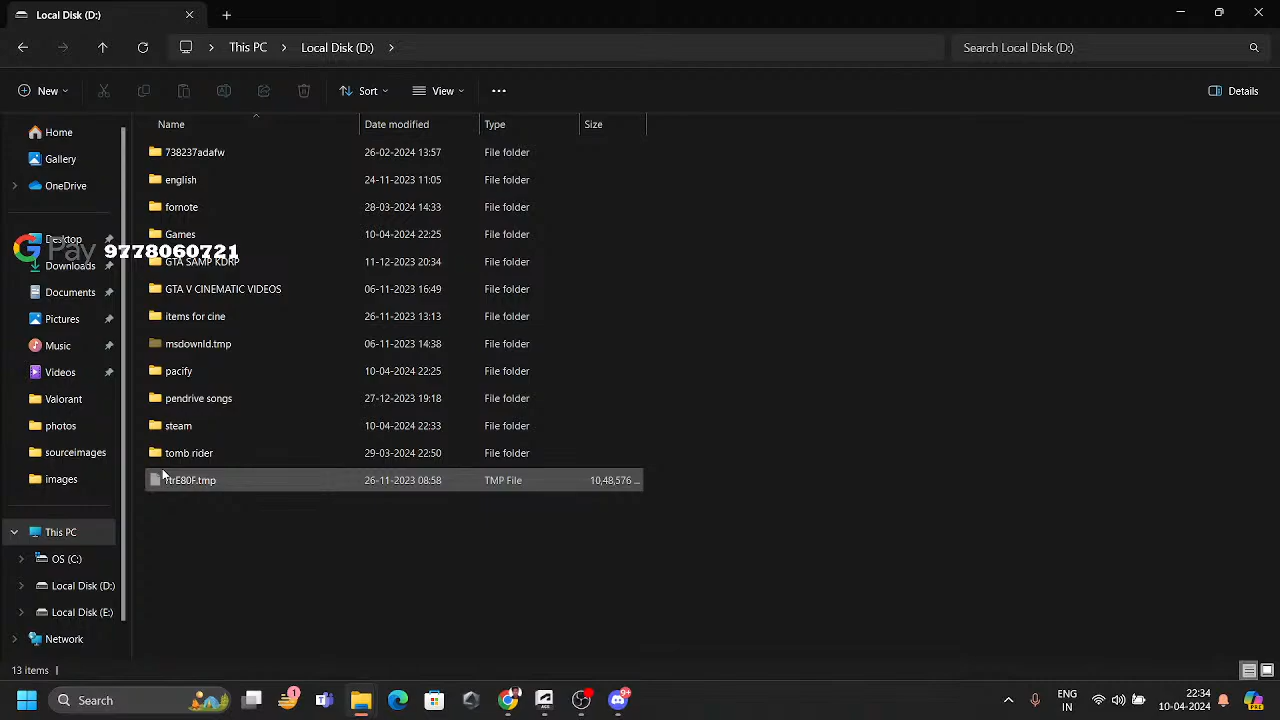 Local Disk (D:)
This PC > Local Disk (D:) >
Search Local Disk (D:)
New
Sort
View
Details
Name Date modified Type Size
Home
Gallery
OneDrive
Desktop
Downloads
Documents
Pictures
Music
Videos
Valorant
photos
sourceimages
images
This PC
OS (C:)
Local Disk (D:)
Local Disk (E:)
Network
G Pay 9778060721
738237adafw 26-02-2024 13:57 File folder
english 24-11-2023 11:05 File folder
fornote 28-03-2024 14:33 File folder
Games 10-04-2024 22:25 File folder
GTA SAMP KDRP 11-12-2023 20:34 File folder
GTA V CINEMATIC VIDEOS 06-11-2023 16:49 File folder
items for cine 26-11-2023 13:13 File folder
msdownld.tmp 06-11-2023 14:38 File folder
pacify 10-04-2024 22:25 File folder
pendrive songs 27-12-2023 19:18 File folder
steam 10-04-2024 22:33 File folder
tomb rider 29-03-2024 22:50 File folder
26-11-2023 08:58 TMP File 10,48,576 ...
13 items
Search
1
9+
ENG
IN
22:34
10-04-2024
PRE